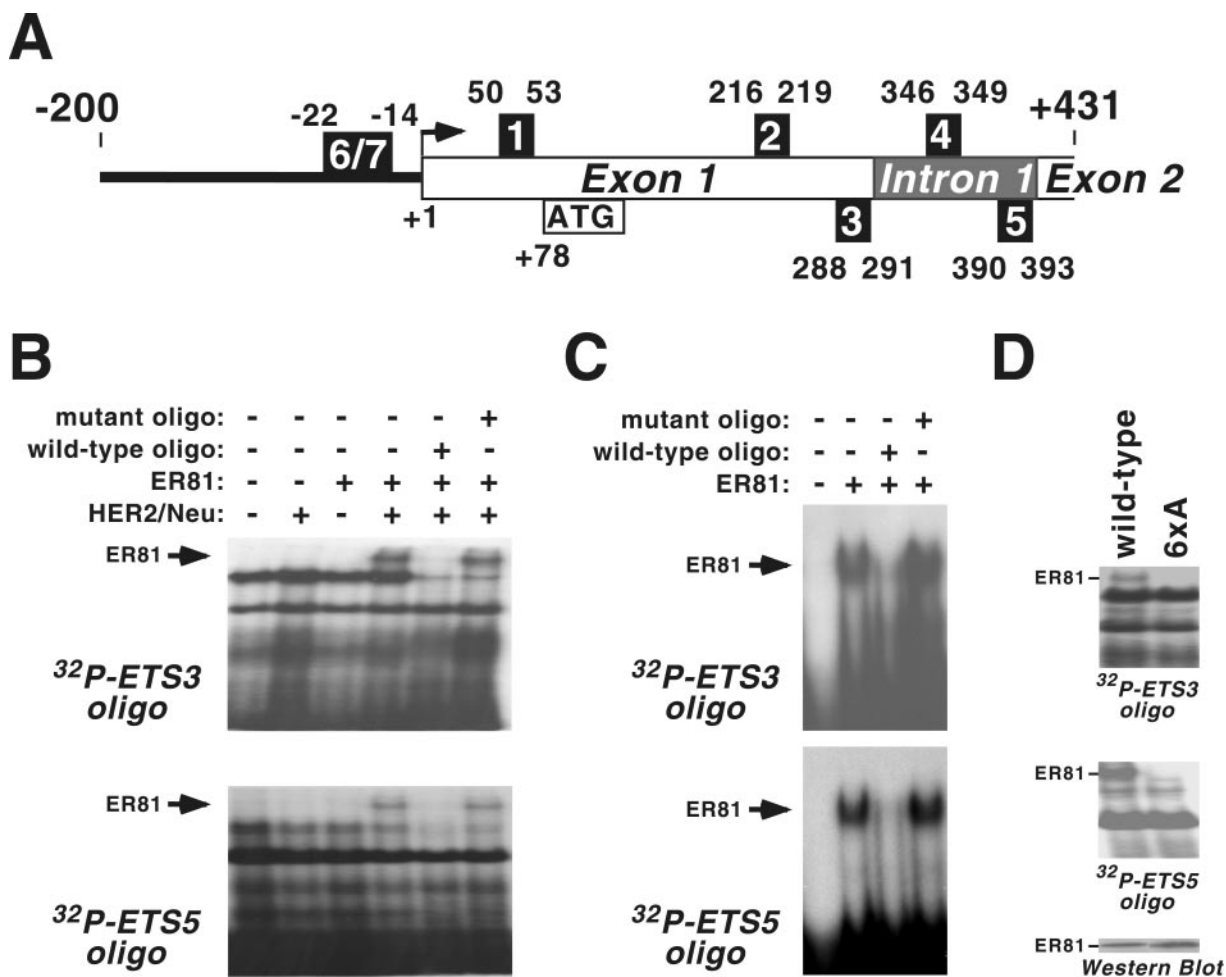 A
-200
-22 -14
50 53
216 219
346 349
+431
6/7
1
2
4
Exon 1
Intron 1
Exon 2
+1
ATG
+78
3
5
288 291
390 393
B
mutant oligo: - - - - - +
wild-type oligo: - - - - + -
ER81: - - + + + +
HER2/Neu: - + - + + +
ER81
32P-ETS3
oligo
ER81
32P-ETS5
oligo
C
mutant oligo: - - - +
wild-type oligo: - - + -
ER81: - + + +
ER81
32P-ETS3
oligo
ER81
32P-ETS5
oligo
D
wild-type
6xA
ER81
32P-ETS3
oligo
ER81
32P-ETS5
oligo
ER81
Western Blot